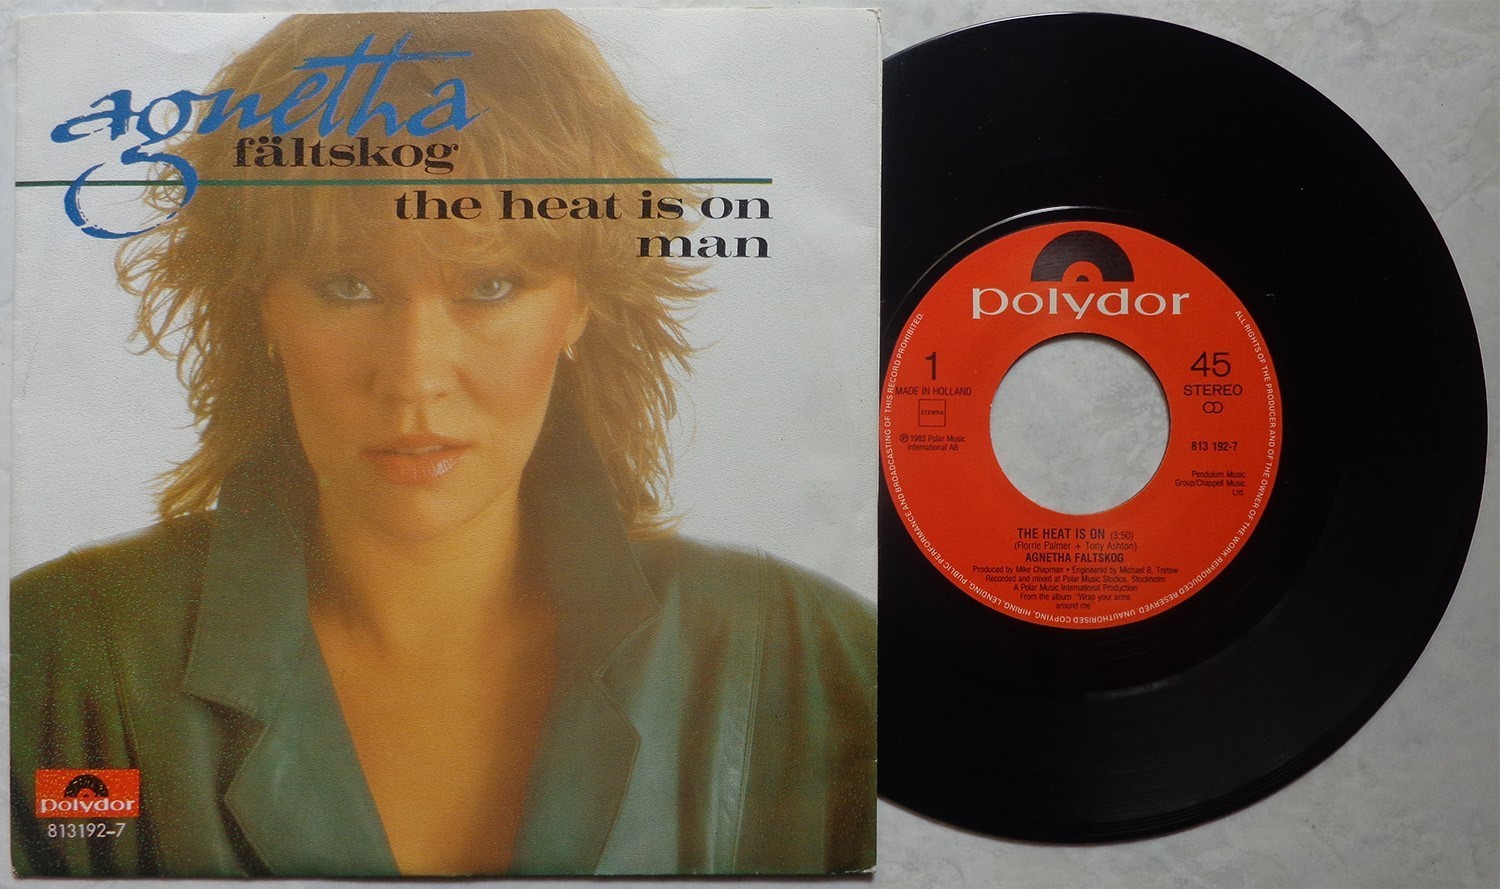 agnetha
fältskog
the heat is on
man
polydor
813192-7
polydor
1
MADE IN HOLLAND
STEMRA
℗ 1983 Polar Music
International AB
45
STEREO
813 192-7
Pendulum Music
Group/Chappell Music
Ltd.
THE HEAT IS ON (3:50)
(Florrie Palmer + Tony Ashton)
AGNETHA FALTSKOG
Produced by Mike Chapman • Engineered by Michael B. Tretow
Recorded and mixed at Polar Music Studios, Stockholm
A Polar Music International Production
From the album: "Wrap your arms
around me"
ALL RIGHTS OF THE PRODUCER AND OF THE OWNER OF THE WORK REPRODUCED RESERVED. UNAUTHORISED COPYING, HIRING, LENDING, PUBLIC PERFORMANCE AND BROADCASTING OF THIS RECORD PROHIBITED.